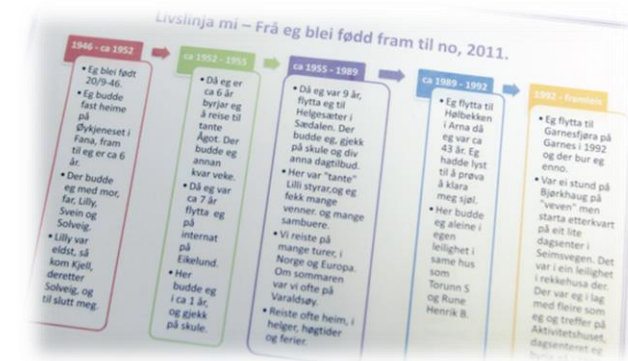 Livslinja mi – Frå eg blei fødd fram til no, 2011.
1946 - ca 1952
• Eg blei født
20/9-46.
• Eg budde
fast heime
på
Øykjeneset i
Fana, fram
til eg er ca 6
år.
• Der budde
eg med mor,
far, Lilly,
Svein og
Solveig.
• Lilly var
eldst, så
kom Kjell,
deretter
Solveig, og
til slutt meg.
ca 1952 - 1955
• Då eg er
ca 6 år
byrjar eg
å reise til
tante
Ågot. Der
budde eg
annan
kvar veke.
• Då eg var
ca 7 år
flytta eg
på
internat
på
Eikelund.
• Her
budde eg
i ca 1 år,
og gjekk
på skule.
ca 1955 - 1989
• Då eg var 9 år,
flytta eg til
Helgesæter i
Sædalen. Der
budde eg, gjekk
på skule og div
anna dagtilbud.
• Her var "tante"
Lilli styrar,og eg
fekk mange
venner. og mange
sambuere.
• Vi reiste på
mange turer, i
Norge og Europa.
Om sommaren
var vi ofte på
Varaldsøy.
• Reiste ofte heim, i
helger, høgtider
og ferier.
ca 1989 - 1992
• Eg flytta til
Hølbekken
i Arna då
eg var ca
43 år. Eg
hadde lyst
til å prøva
å klara
meg sjøl.
• Her budde
eg aleine i
egen
leilighet i
same hus
som
Torunn S
og Rune
Henrik B.
1992 - framleis
• Eg flytta til
Garnesfjøra på
Garnes i 1992
og der bur eg
enno.
• Var ei stund på
Bjørkhaug på
"veven" men
starta etterkvart
på eit lite
dagsenter i
Seimsvegen. Det
var i ein leilighet
i rekkehusa der.
Der var eg i lag
med fleire som
eg og treffer på
Aktivitetshuset,
dagsenteret eg